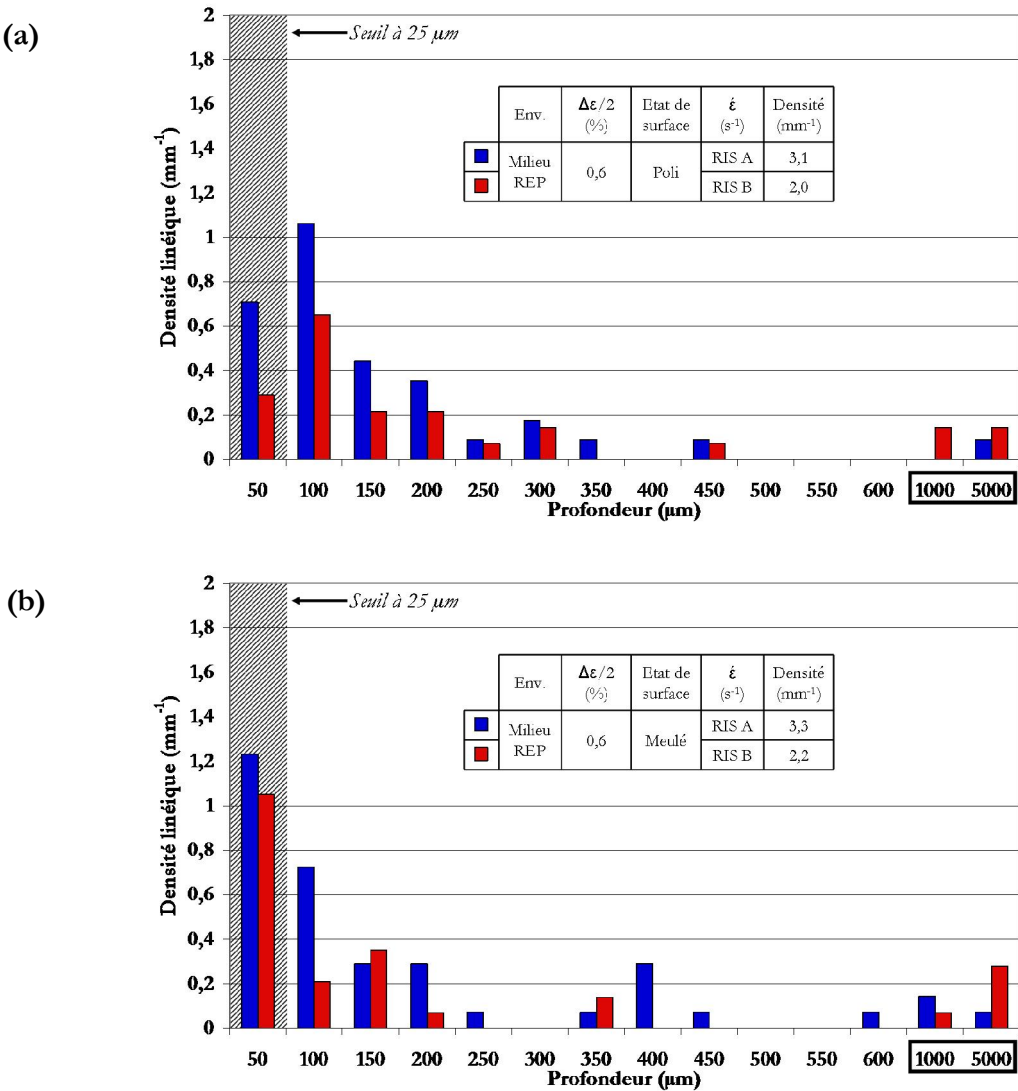 (a)
2
1,8
1,6
1,4
1,2
1
0,8
0,6
0,4
0,2
0
Densité linéique (mm⁻¹)
Seuil à 25 µm
Env. Δε/2 (%) Etat de surface έ (s⁻¹) Densité (mm⁻¹)
Milieu REP 0,6 Poli RIS A 3,1
RIS B 2,0
50 100 150 200 250 300 350 400 450 500 550 600 1000 5000
Profondeur (µm)
(b)
2
1,8
1,6
1,4
1,2
1
0,8
0,6
0,4
0,2
0
Densité linéique (mm⁻¹)
Seuil à 25 µm
Env. Δε/2 (%) Etat de surface έ (s⁻¹) Densité (mm⁻¹)
Milieu REP 0,6 Meulé RIS A 3,3
RIS B 2,2
50 100 150 200 250 300 350 400 450 500 550 600 1000 5000
Profondeur (µm)